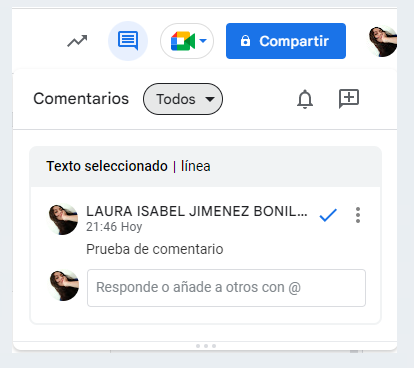 Compartir
Comentarios Todos
Texto seleccionado | línea
LAURA ISABEL JIMENEZ BONIL...
21:46 Hoy
Prueba de comentario
Responde o añade a otros con @